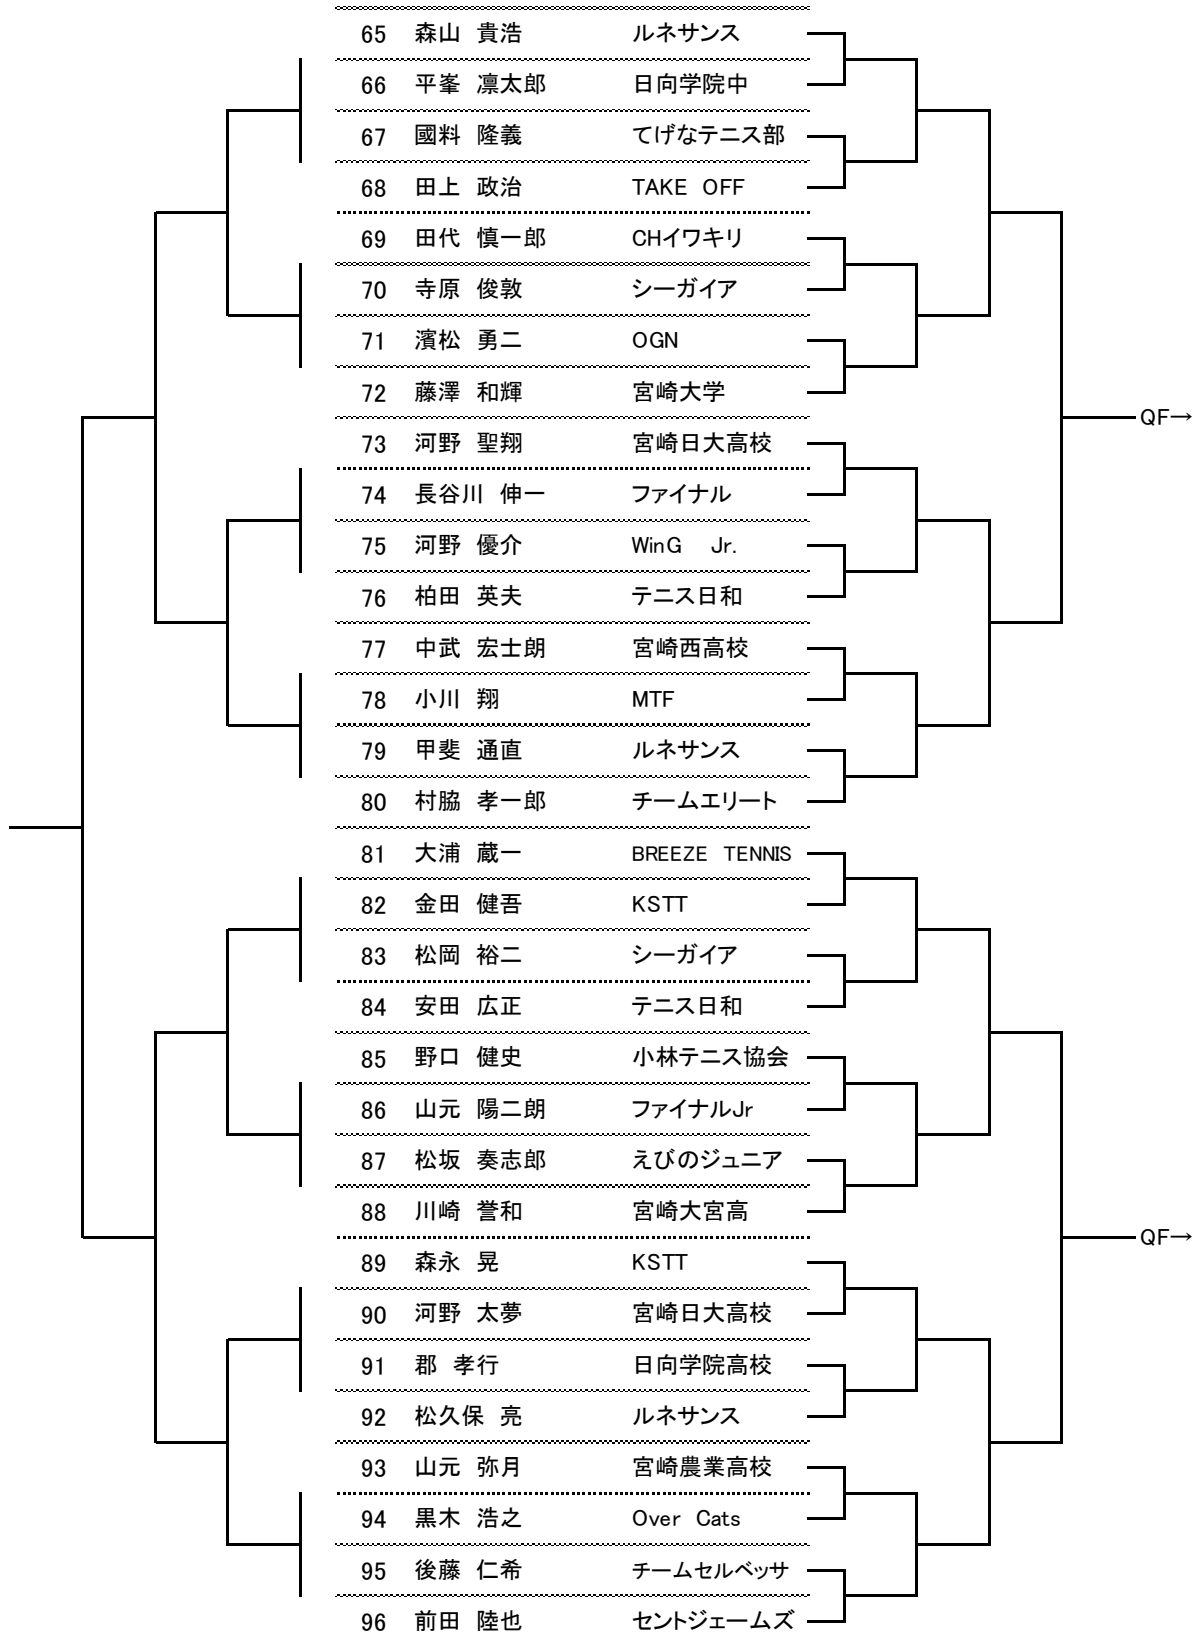 65 森山 貴浩 ルネサンス
66 平峯 凛太郎 日向学院中
67 國料 隆義 てげなテニス部
68 田上 政治 TAKE OFF
69 田代 慎一郎 CHイワキリ
70 寺原 俊敦 シーガイア
71 濱松 勇二 OGN
72 藤澤 和輝 宮崎大学
QF→
73 河野 聖翔 宮崎日大高校
74 長谷川 伸一 ファイナル
75 河野 優介 WinG Jr.
76 柏田 英夫 テニス日和
77 中武 宏士朗 宮崎西高校
78 小川 翔 MTF
79 甲斐 通直 ルネサンス
80 村脇 孝一郎 チームエリート
81 大浦 蔵一 BREEZE TENNIS
82 金田 健吾 KSTT
83 松岡 裕二 シーガイア
84 安田 広正 テニス日和
85 野口 健史 小林テニス協会
86 山元 陽二朗 ファイナルJr
87 松坂 奏志郎 えびのジュニア
88 川崎 誉和 宮崎大宮高
QF→
89 森永 晃 KSTT
90 河野 太夢 宮崎日大高校
91 郡 孝行 日向学院高校
92 松久保 亮 ルネサンス
93 山元 弥月 宮崎農業高校
94 黒木 浩之 Over Cats
95 後藤 仁希 チームセルベッサ
96 前田 陸也 セントジェームズ